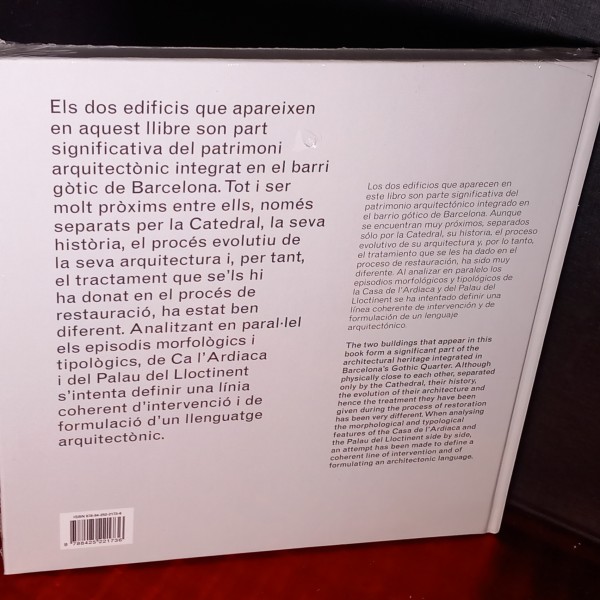 Els dos edificis que apareixen
en aquest llibre son part
significativa del patrimoni
arquitectònic integrat en el barri
gòtic de Barcelona. Tot i ser
molt pròxims entre ells, només
separats per la Catedral, la seva
història, el procés evolutiu de
la seva arquitectura i, per tant,
el tractament que se'ls hi
ha donat en el procés de
restauració, ha estat ben
diferent. Analitzant en paral·lel
els episodis morfològics i
tipològics, de Ca l'Ardiaca
i del Palau del Lloctinent
s'intenta definir una línia
coherent d'intervenció i de
formulació d'un llenguatge
arquitectònic.
Los dos edificios que aparecen en
este libro son parte significativa del
patrimonio arquitectónico integrado en
el barrio gótico de Barcelona. Aunque
se encuentran muy próximos, separados
sólo por la Catedral, su historia, el proceso
evolutivo de su arquitectura y, por lo tanto,
el tratamiento que se les ha dado en el
proceso de restauración, ha sido muy
diferente. Al analizar en paralelo los
episodios morfológicos y tipológicos de
la Casa de l'Ardiaca y del Palau del
Lloctinent se ha intentado definir una
línea coherente de intervención y de
formulación de un lenguaje
arquitectónico.
The two buildings that appear in this
book form a significant part of the
architectural heritage integrated in
Barcelona's Gothic Quarter. Although
physically close to each other, separated
only by the Cathedral, their history,
the evolution of their architecture and
hence the treatment they have been
given during the process of restoration
has been very different. When analysing
the morphological and typological
features of the Casa de l'Ardiaca and
the Palau del Lloctinent side by side,
an attempt has been made to define a
coherent line of intervention and of
formulating an architectonic language.
9 788425 221736